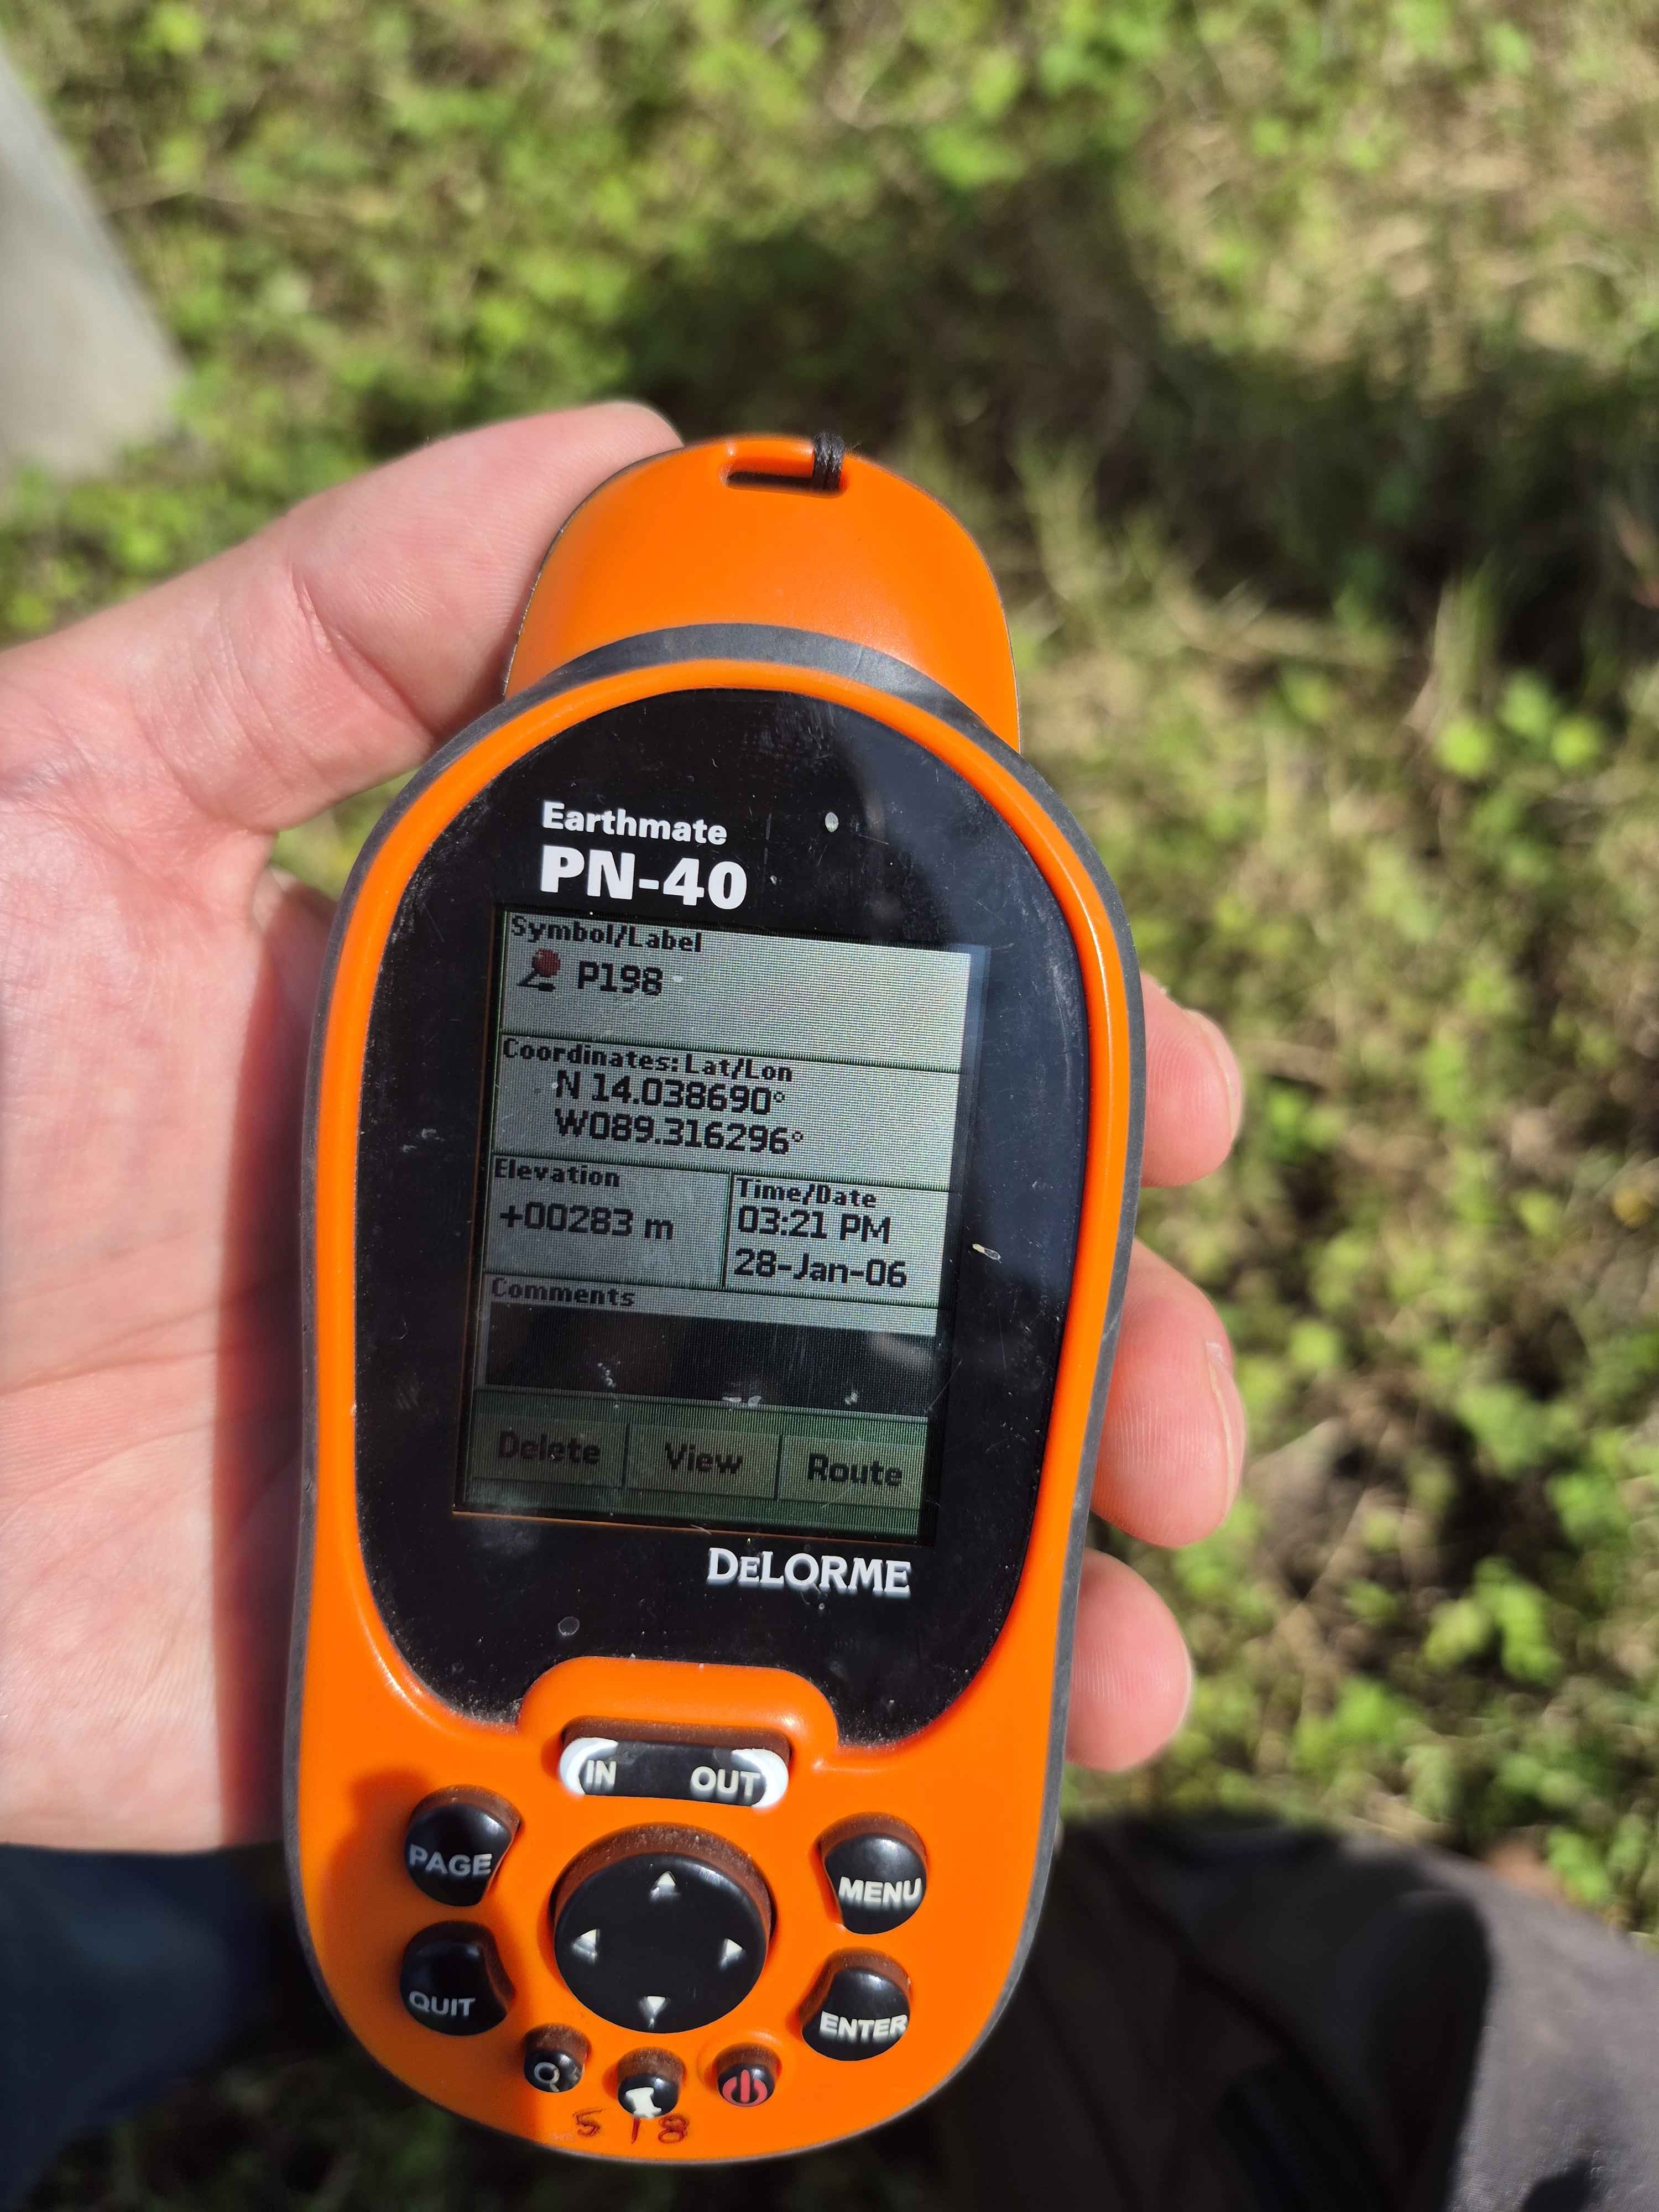 Earthmate
PN-40
Symbol/Label
P198
Coordinates: Lat/Lon
N 14.038690°
W089.316296°
Elevation
+00283 m
Time/Date
03:21 PM
28-Jan-06
Comments
Delete View Route
DELORME
IN OUT
PAGE
MENU
QUIT
ENTER
518